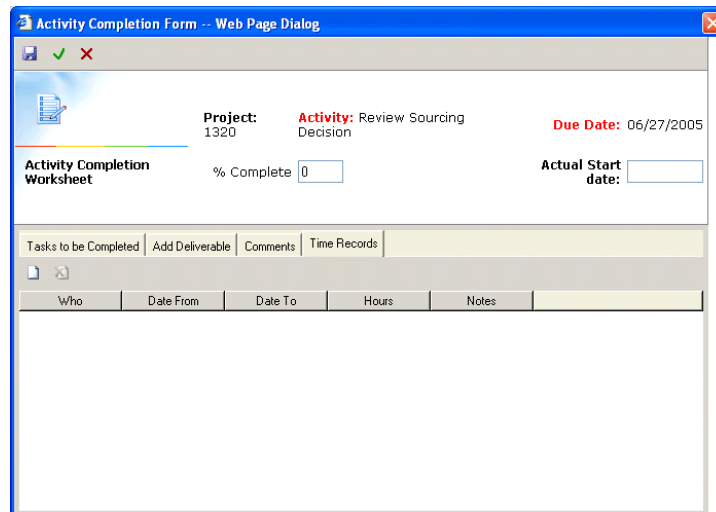 Activity Completion Form -- Web Page Dialog
Project: Activity: Review Sourcing
1320 Decision
Due Date: 06/27/2005
Activity Completion
Worksheet
% Complete 0
Actual Start
date:
Tasks to be Completed Add Deliverable Comments Time Records
Who Date From Date To Hours Notes